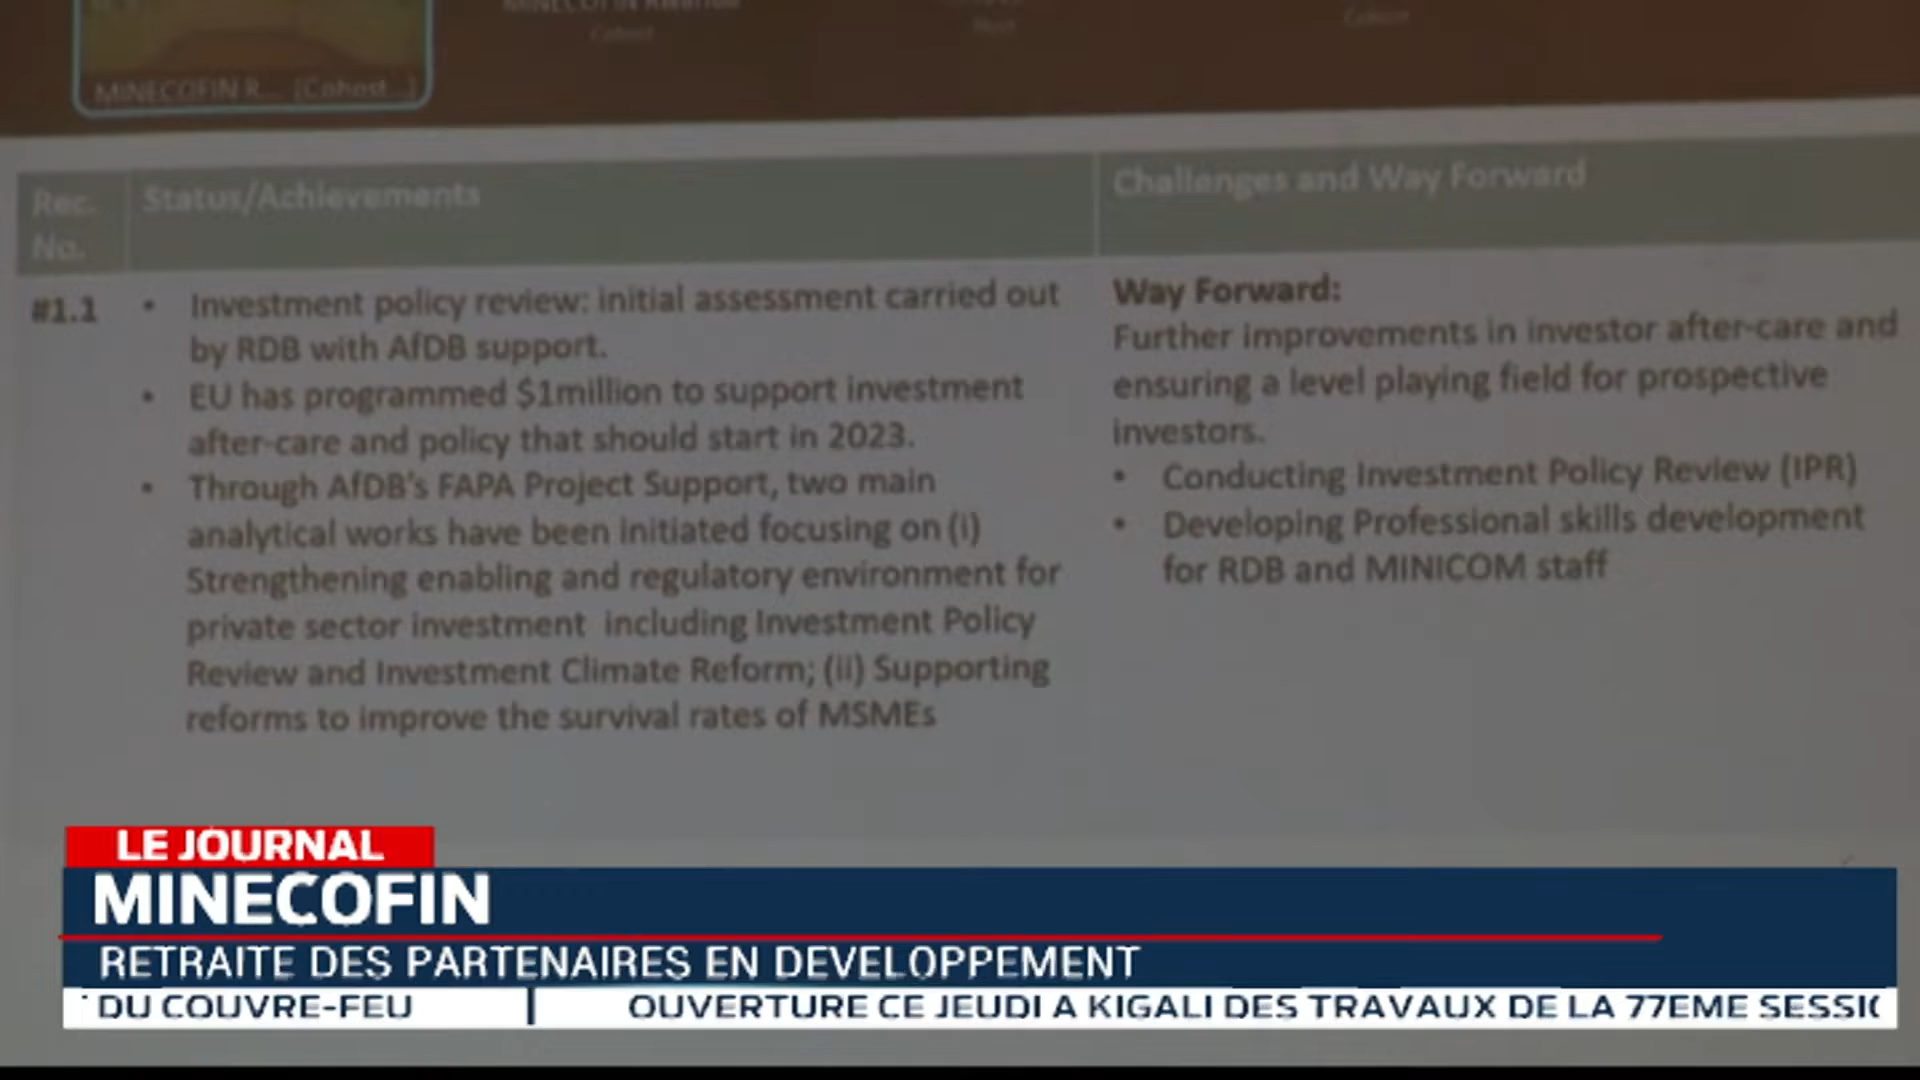 MINECOFIN Rwanda
Cohost
Host
Cohost
MINECOFIN R... (Cohost...)
Rec. No.
Status/Achievements
Challenges and Way Forward
#1.1
• Investment policy review: initial assessment carried out
by RDB with AfDB support.
• EU has programmed $1million to support investment
after-care and policy that should start in 2023.
• Through AfDB's FAPA Project Support, two main
analytical works have been initiated focusing on (i)
Strengthening enabling and regulatory environment for
private sector investment including Investment Policy
Review and Investment Climate Reform; (ii) Supporting
reforms to improve the survival rates of MSMEs
Way Forward:
Further improvements in investor after-care and
ensuring a level playing field for prospective
investors.
• Conducting Investment Policy Review (IPR)
• Developing Professional skills development
for RDB and MINICOM staff
LE JOURNAL
MINECOFIN
RETRAITE DES PARTENAIRES EN DEVELOPPEMENT
DU COUVRE-FEU | OUVERTURE CE JEUDI A KIGALI DES TRAVAUX DE LA 77EME SESSI